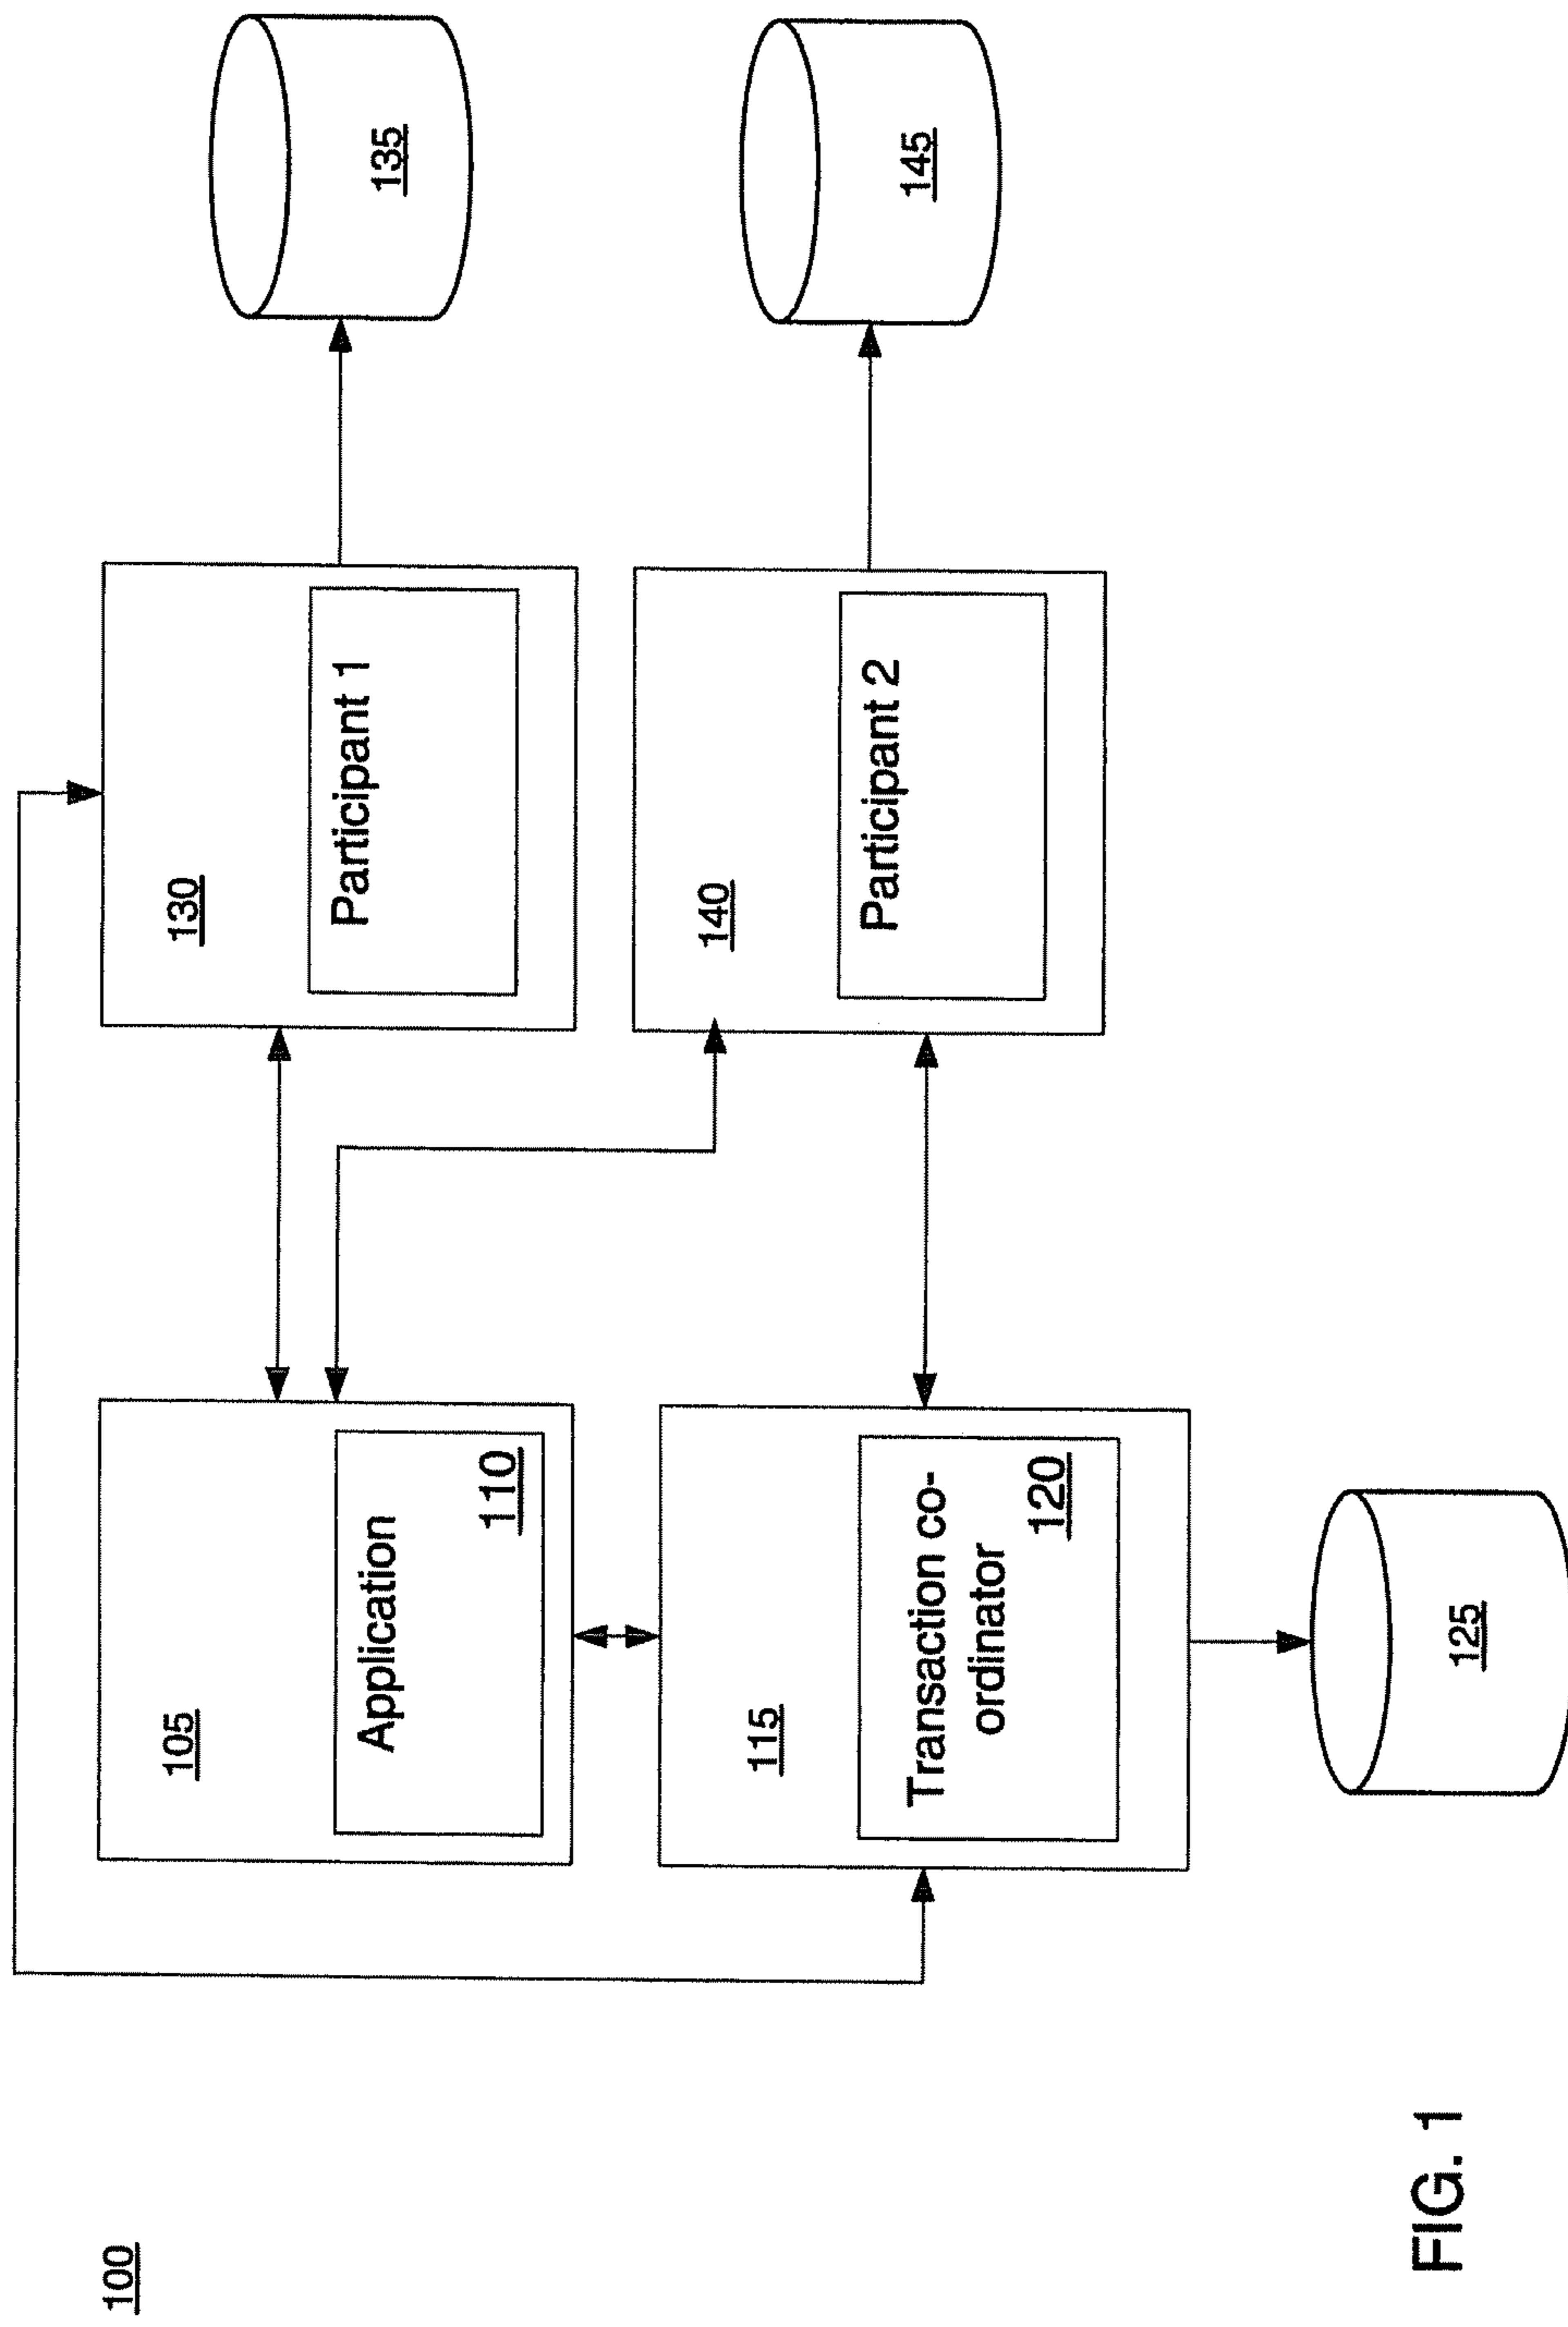 100
105
Application
110
130
Participant 1
135
115
Transaction co-
ordinator
120
140
Participant 2
145
125
FIG. 1